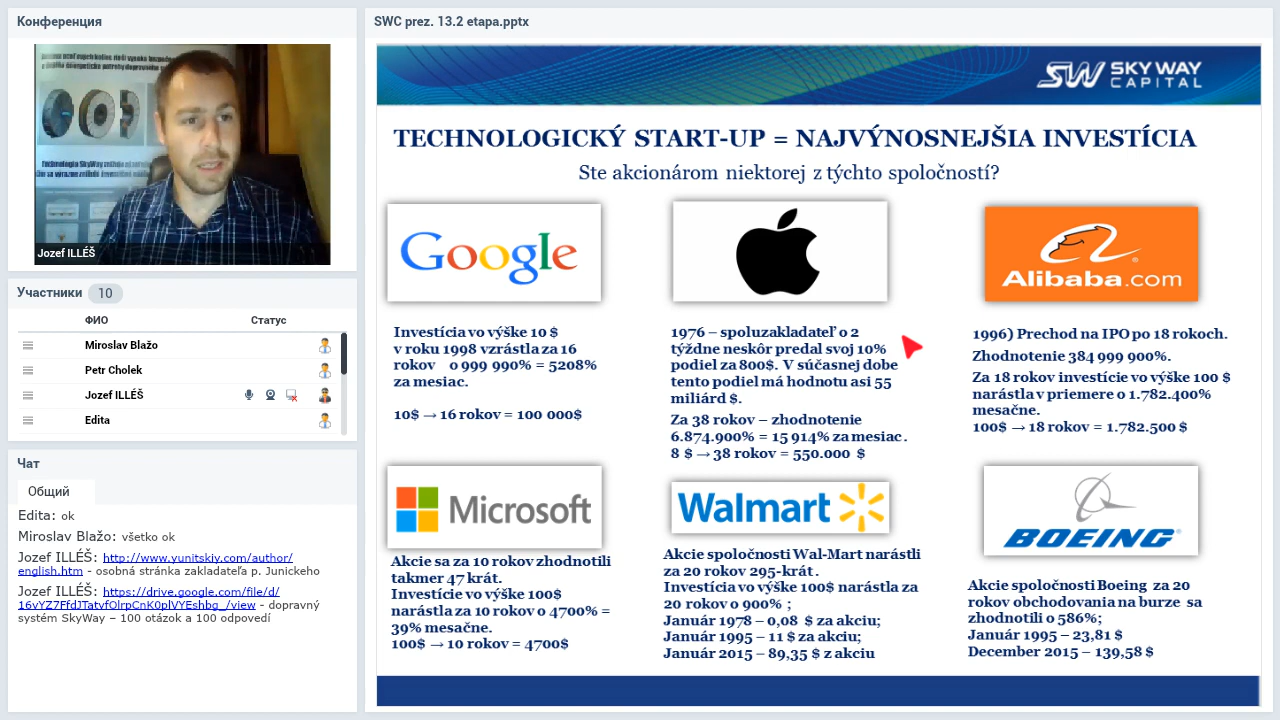 Конференция
Jozef ILLÉŠ
Участники 10
ФИО Статус
Miroslav Blažo
Petr Cholek
Jozef ILLÉŠ
Edita
Чат
Общий
Edita: ok
Miroslav Blažo: všetko ok
Jozef ILLÉŠ: http://www.yunitskiy.com/author/
english.htm - osobná stránka zakladateľa p. Junickeho
Jozef ILLÉŠ: https://drive.google.com/file/d/
16vYZ7FfdJTatvfOlrpCnK0plVYEshbg_/view - dopravný
systém SkyWay – 100 otázok a 100 odpovedí
SWC prez. 13.2 etapa.pptx
SW SKY WAY
CAPITAL
TECHNOLOGICKÝ START-UP = NAJVÝNOSNEJŠIA INVESTÍCIA
Ste akcionárom niektorej z týchto spoločností?
Google
Investícia vo výške 10 $
v roku 1998 vzrástla za 16
rokov o 999 990% = 5208%
za mesiac.
10$ → 16 rokov = 100 000$
1976 – spoluzakladateľ o 2
týždne neskôr predal svoj 10%
podiel za 800$. V súčasnej dobe
tento podiel má hodnotu asi 55
miliárd $.
Za 38 rokov – zhodnotenie
6.874.900% = 15 914% za mesiac.
8 $ → 38 rokov = 550.000 $
Alibaba.com
1996) Prechod na IPO po 18 rokoch.
Zhodnotenie 384 999 900%.
Za 18 rokov investície vo výške 100 $
narástla v priemere o 1.782.400%
mesačne.
100$ → 18 rokov = 1.782.500 $
Microsoft
Akcie sa za 10 rokov zhodnotili
takmer 47 krát.
Investície vo výške 100$
narástla za 10 rokov o 4700% =
39% mesačne.
100$ → 10 rokov = 4700$
Walmart
Akcie spoločnosti Wal-Mart narástli
za 20 rokov 295-krát.
Investícia vo výške 100$ narástla za
20 rokov o 900% ;
Január 1978 – 0,08 $ za akciu;
Január 1995 – 11 $ za akciu;
Január 2015 – 89,35 $ z akciu
BOEING
Akcie spoločnosti Boeing za 20
rokov obchodovania na burze sa
zhodnotili o 586%;
Január 1995 – 23,81 $
December 2015 – 139,58 $